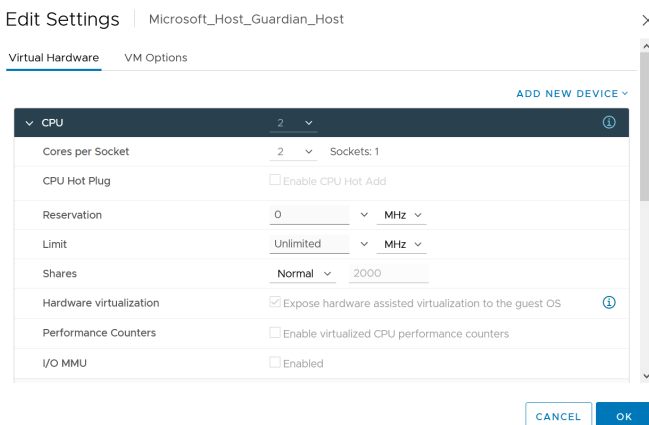 Edit Settings | Microsoft_Host_Guardian_Host
Virtual Hardware VM Options
ADD NEW DEVICE
CPU 2
Cores per Socket 2 Sockets: 1
CPU Hot Plug Enable CPU Hot Add
Reservation 0 MHz
Limit Unlimited MHz
Shares Normal 2000
Hardware virtualization Expose hardware assisted virtualization to the guest OS
Performance Counters Enable virtualized CPU performance counters
I/O MMU Enabled
CANCEL OK